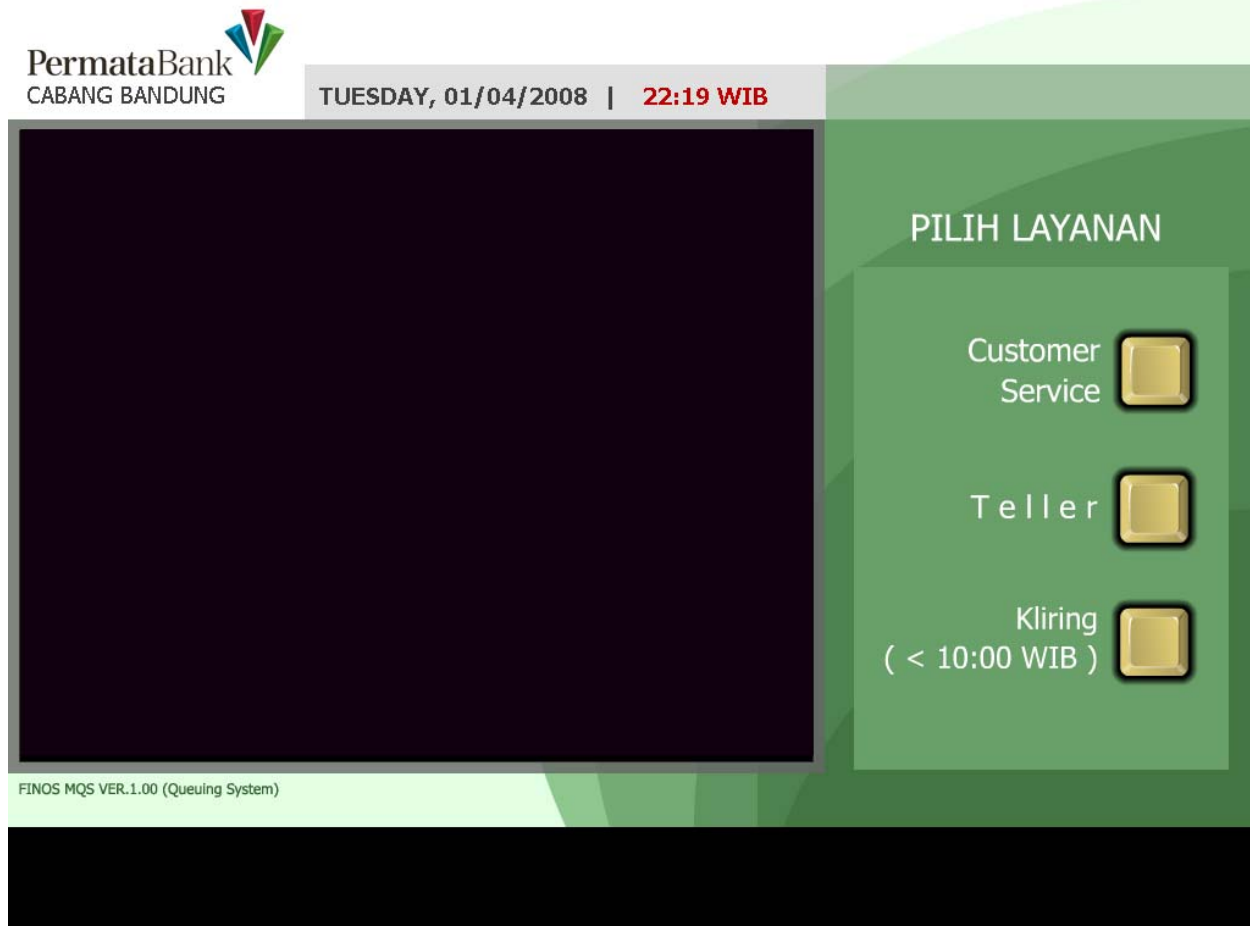 PermataBank
CABANG BANDUNG
TUESDAY, 01/04/2008 | 22:19 WIB
PILIH LAYANAN
Customer
Service
Teller
Kliring
( < 10:00 WIB )
FINOS MQS VER.1.00 (Queuing System)